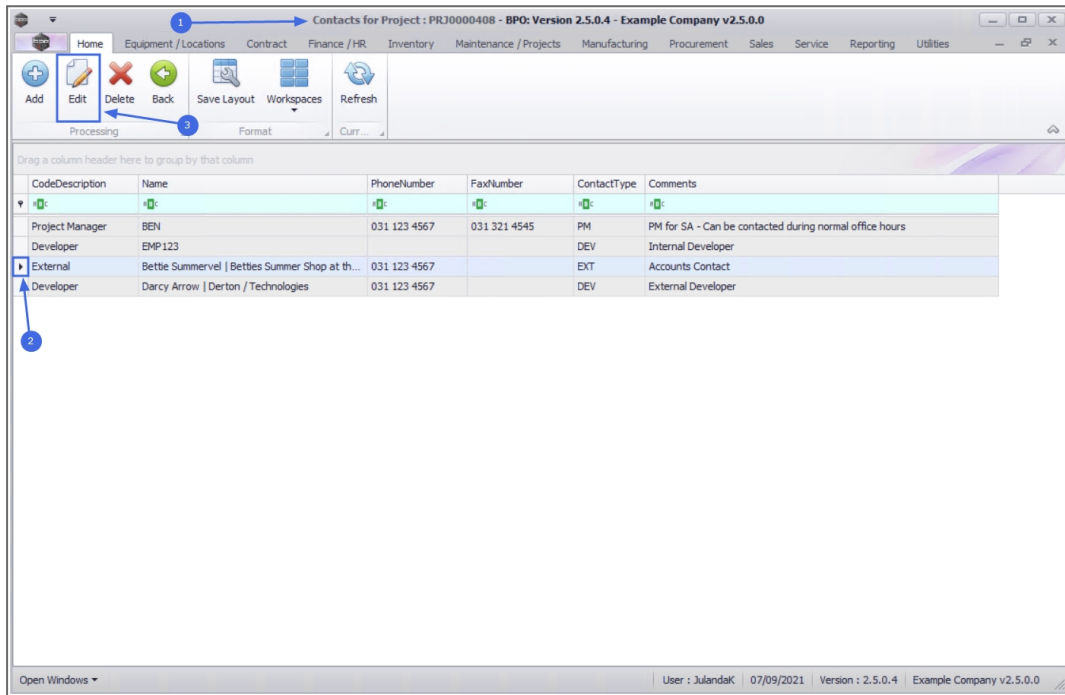 1
Contacts for Project : PRJ0000408 - BPO: Version 2.5.0.4 - Example Company v2.5.0.0
Home Equipment / Locations Contract Finance / HR Inventory Maintenance / Projects Manufacturing Procurement Sales Service Reporting Utilities
Add Edit Delete Back Save Layout Workspaces Refresh
3
Processing Format Curr...
Drag a column header here to group by that column
CodeDescription Name PhoneNumber FaxNumber ContactType Comments
Project Manager BEN 031 123 4567 031 321 4545 PM PM for SA - Can be contacted during normal office hours
Developer EMP123 DEV Internal Developer
External Bettie Summervel | Betties Summer Shop at th... 031 123 4567 EXT Accounts Contact
Developer Darcy Arrow | Derton / Technologies 031 123 4567 DEV External Developer
2
Open Windows User : JulandaK 07/09/2021 Version : 2.5.0.4 Example Company v2.5.0.0